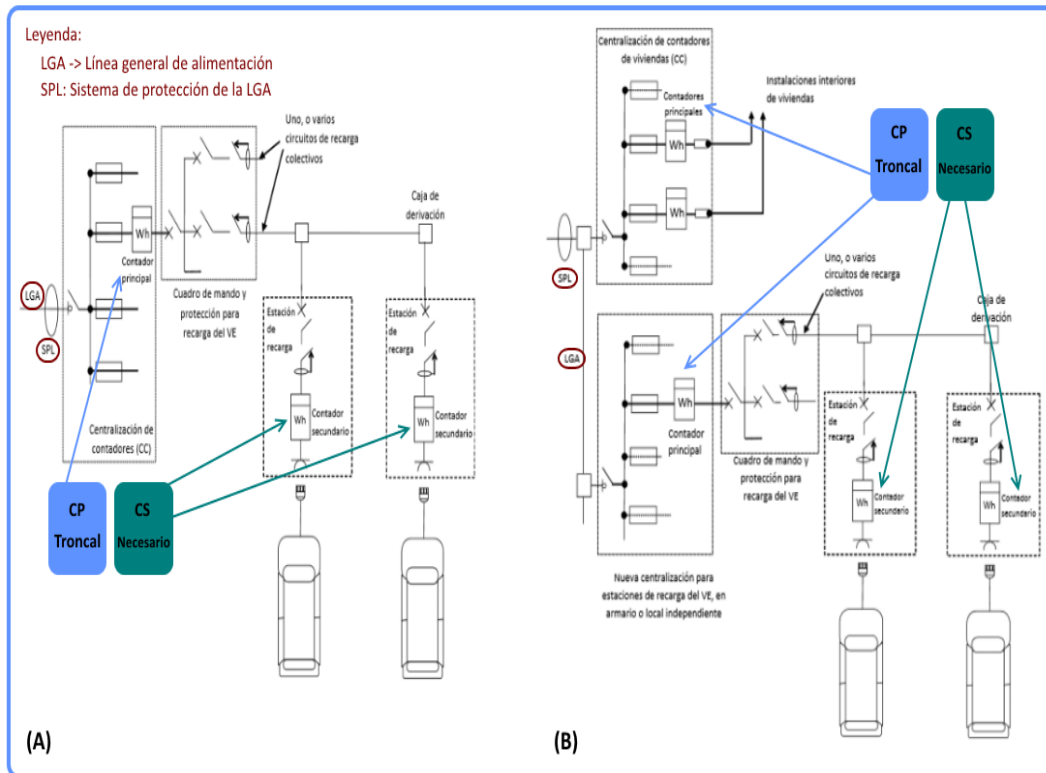 Leyenda:
LGA -> Línea general de alimentación
SPL: Sistema de protección de la LGA
Uno, o varios
circuitos de recarga
colectivos
Caja de
derivación
Wh
Contador
principal
Cuadro de mando y
protección para
recarga del VE
LGA
SPL
Estación
de
recarga
Wh
Contador
secundario
Estación
de
recarga
Wh
Contador
secundario
Centralización de
contadores (CC)
CP
Troncal
CS
Necesario
(A)
Centralización de contadores
de viviendas (CC)
Contadores
principales
Wh
Wh
Instalaciones interiores
de viviendas
CP
Troncal
CS
Necesario
SPL
Uno, o varios
circuitos de recarga
colectivos
Caja de
derivación
LGA
Wh
Contador
principal
Cuadro de mando y
protección para
recarga del VE
Estación
de
recarga
Wh
Contador
secundario
Estación
de
recarga
Wh
Contador
secundario
Nueva centralización para
estaciones de recarga del VE, en
armario o local independiente
(B)